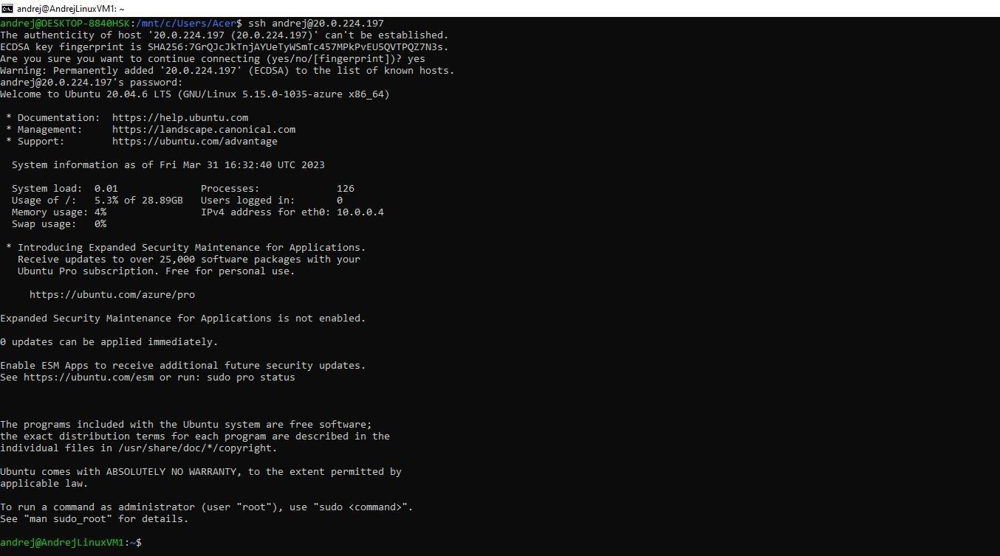 andrej@AndrejLinuxVM1: ~
andrej@DESKTOP-8840HSK:/mnt/c/Users/Acer$ ssh andrej@20.0.224.197
The authenticity of host '20.0.224.197 (20.0.224.197)' can't be established.
ECDSA key fingerprint is SHA256:7GrQJcJkTnjAYUeTyWSmTc457MPkPvEU5QVTPQZ7N3s.
Are you sure you want to continue connecting (yes/no/[fingerprint])? yes
Warning: Permanently added '20.0.224.197' (ECDSA) to the list of known hosts.
andrej@20.0.224.197's password:
Welcome to Ubuntu 20.04.6 LTS (GNU/Linux 5.15.0-1035-azure x86_64)

 * Documentation:  https://help.ubuntu.com
 * Management:     https://landscape.canonical.com
 * Support:        https://ubuntu.com/advantage

  System information as of Fri Mar 31 16:32:40 UTC 2023

  System load:  0.01              Processes:             126
  Usage of /:   5.3% of 28.89GB   Users logged in:       0
  Memory usage: 4%                IPv4 address for eth0: 10.0.0.4
  Swap usage:   0%

 * Introducing Expanded Security Maintenance for Applications.
   Receive updates to over 25,000 software packages with your
   Ubuntu Pro subscription. Free for personal use.

     https://ubuntu.com/azure/pro

Expanded Security Maintenance for Applications is not enabled.

0 updates can be applied immediately.

Enable ESM Apps to receive additional future security updates.
See https://ubuntu.com/esm or run: sudo pro status

The programs included with the Ubuntu system are free software;
the exact distribution terms for each program are described in the
individual files in /usr/share/doc/*/copyright.

Ubuntu comes with ABSOLUTELY NO WARRANTY, to the extent permitted by
applicable law.

To run a command as administrator (user "root"), use "sudo <command>".
See "man sudo_root" for details.

andrej@AndrejLinuxVM1:~$